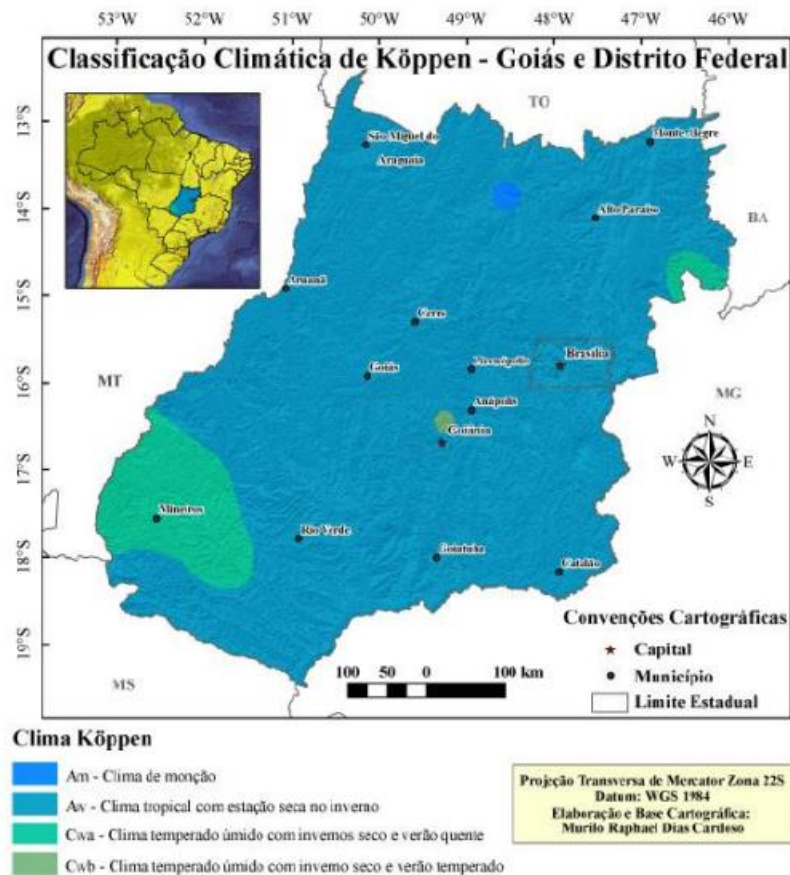 53°W 52°W 51°W 50°W 49°W 48°W 47°W 46°W
Classificação Climática de Köppen - Goiás e Distrito Federal
TO
13°S
São Miguel do
Araguaia
Monte Alegre
14°S
Alto Paraíso
BA
Aruanã
15°S
Ceres
Goiás
Brasília
16°S
MT
MG
Anápolis
Goiânia
N
W E
S
17°S
Mineiros
Rio Verde
Goiatuba
Catalão
18°S
Convenções Cartográficas
Capital
Município
Limite Estadual
19°S
100 50 0 100 km
MS
Clima Köppen
Am - Clima de monção
Aw - Clima tropical com estação seca no inverno
Cwa - Clima temperado úmido com invernos seco e verão quente
Cwb - Clima temperado úmido com inverno seco e verão temperado
Projeção Transversa de Mercator Zona 22S
Datum: WGS 1984
Elaboração e Base Cartográfica:
Murilo Raphael Dias Cardoso